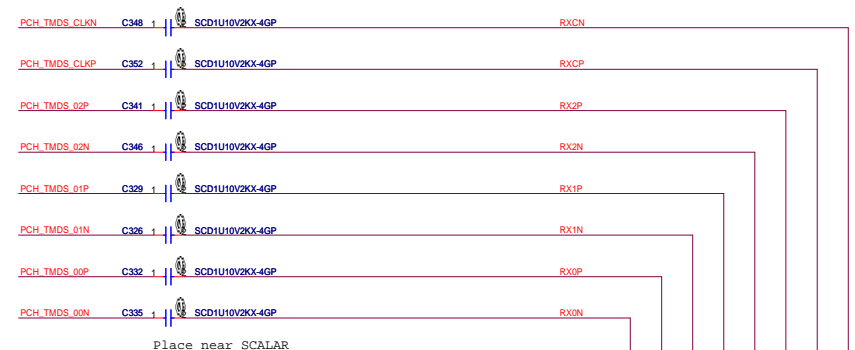 PCH_TMDS_CLKN C348 1 SCD1U10V2KX-4GP RXCN
PCH_TMDS_CLKP C352 1 SCD1U10V2KX-4GP RXCP
PCH_TMDS_02P C341 1 SCD1U10V2KX-4GP RX2P
PCH_TMDS_02N C346 1 SCD1U10V2KX-4GP RX2N
PCH_TMDS_01P C329 1 SCD1U10V2KX-4GP RX1P
PCH_TMDS_01N C326 1 SCD1U10V2KX-4GP RX1N
PCH_TMDS_00P C332 1 SCD1U10V2KX-4GP RX0P
PCH_TMDS_00N C335 1 SCD1U10V2KX-4GP RX0N
Place near SCALAR